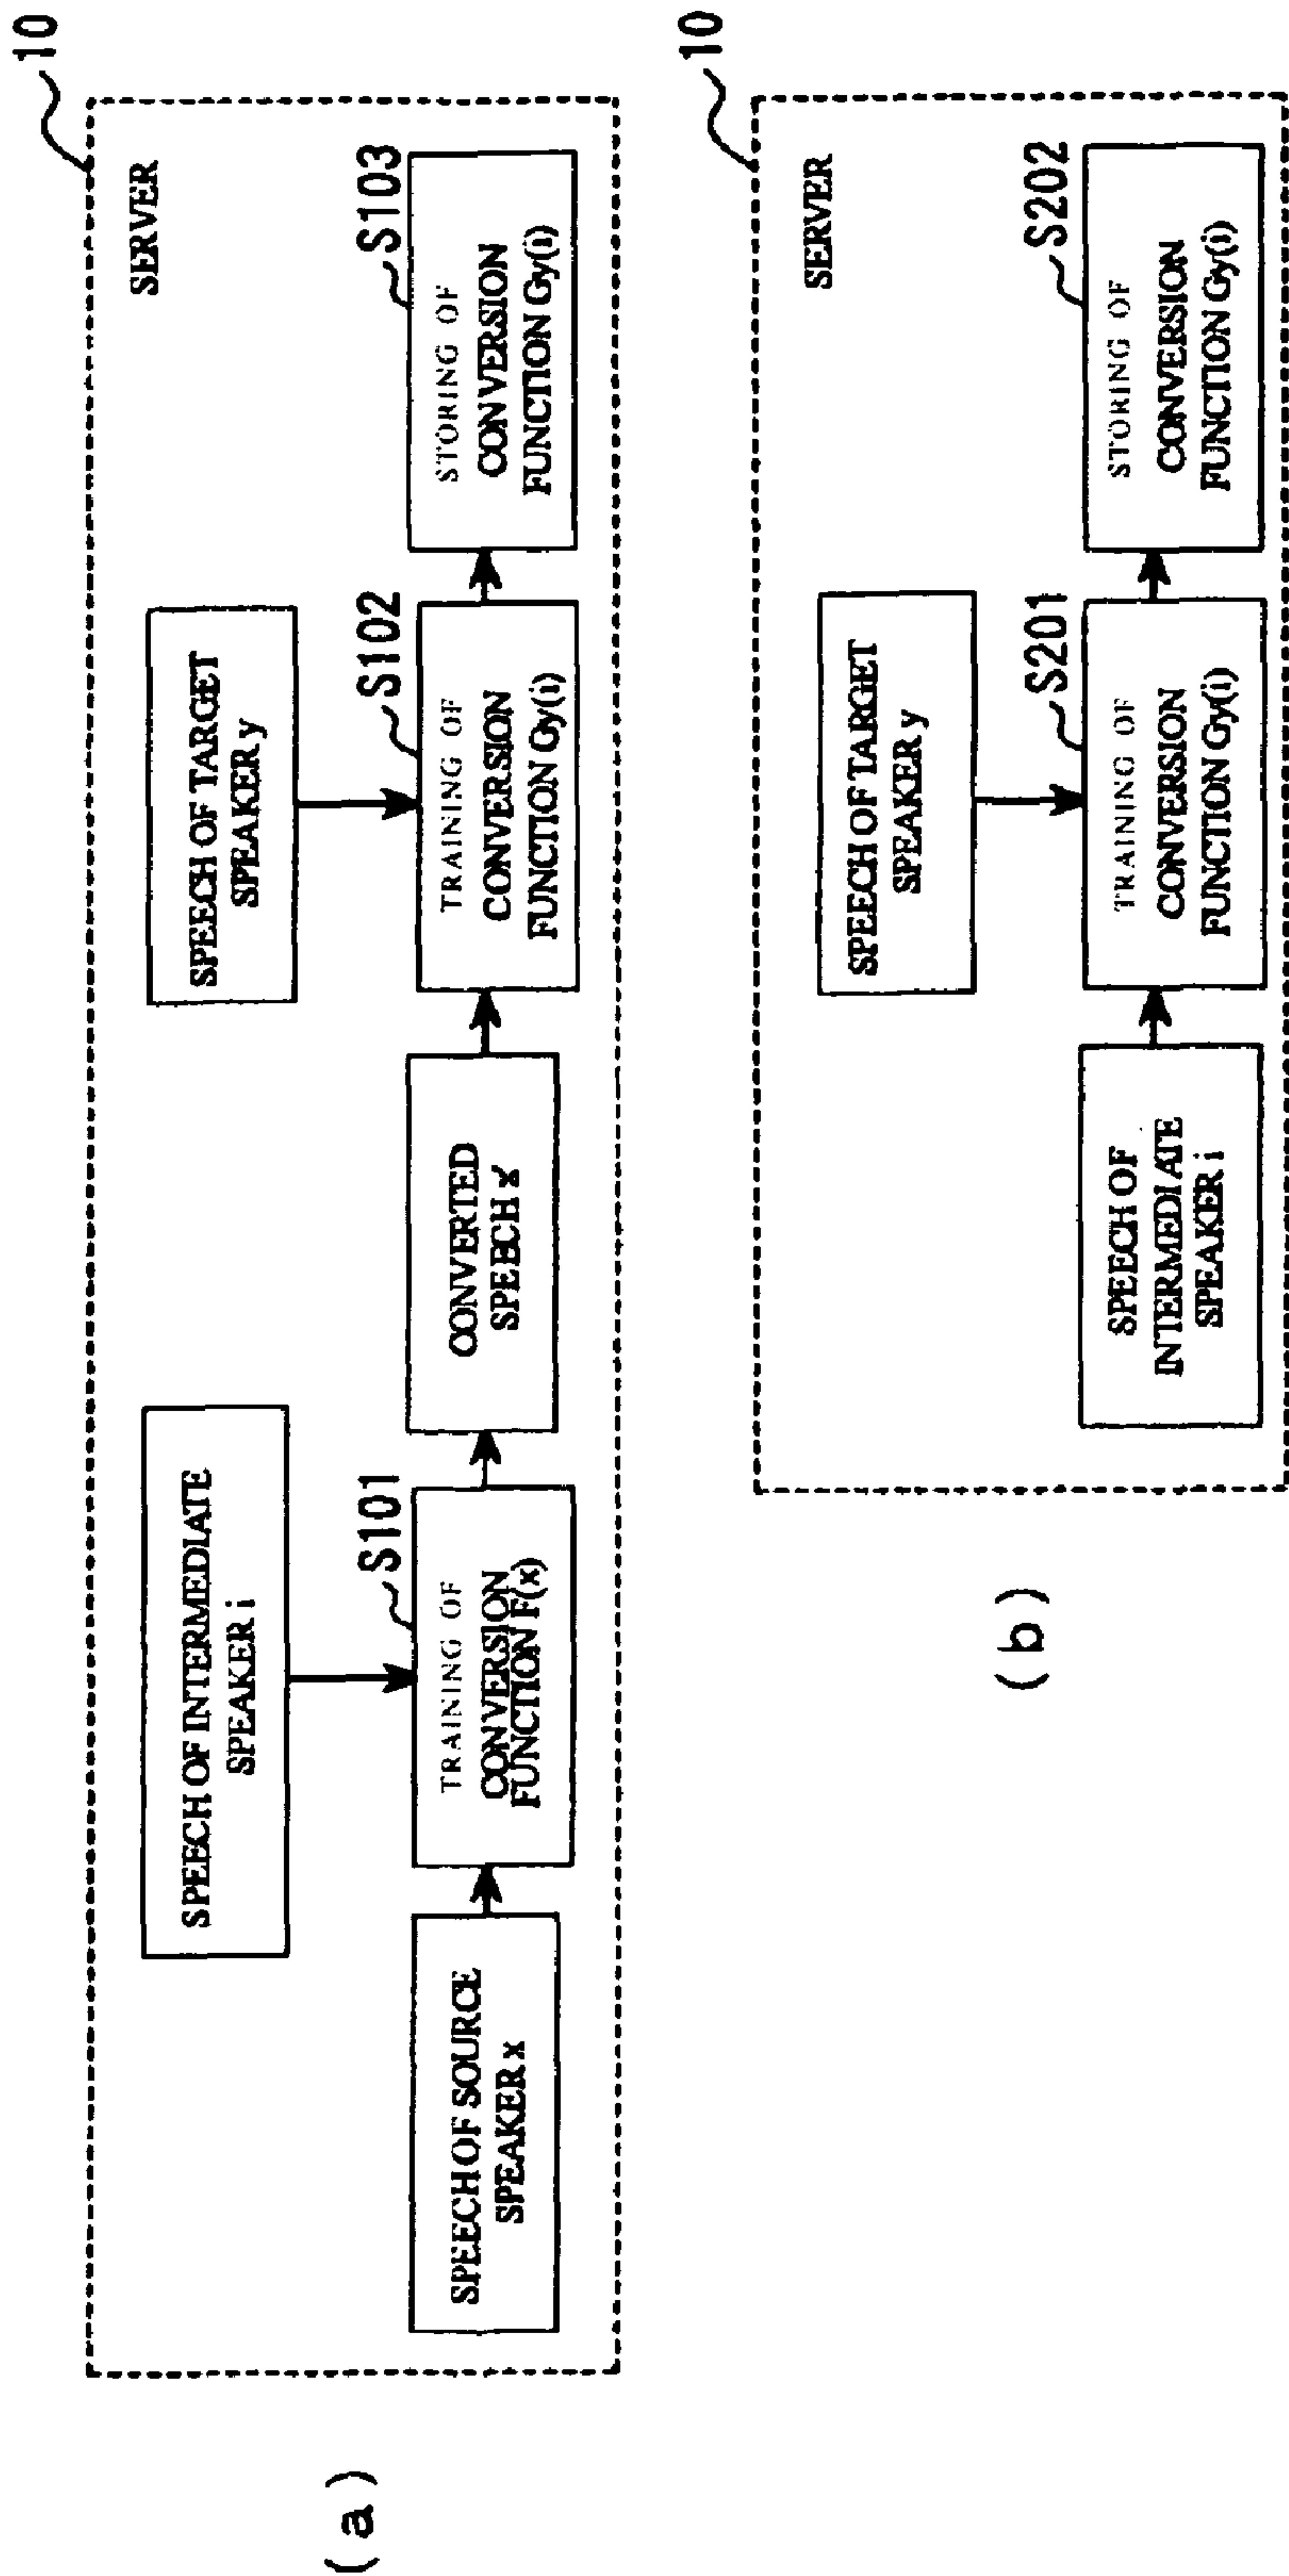 (a)
10
SERVER
SPEECH OF INTERMEDIATE
SPEAKER i
SPEECH OF TARGET
SPEAKER y
SPEECH OF SOURCE
SPEAKER x
S101
TRAINING OF
CONVERSION
FUNCTION F(x)
CONVERTED
SPEECH x'
S102
TRAINING OF
CONVERSION
FUNCTION Gy(i)
S103
STORING OF
CONVERSION
FUNCTION Gy(i)
(b)
10
SERVER
SPEECH OF TARGET
SPEAKER y
SPEECH OF
INTERMEDIATE
SPEAKER i
S201
TRAINING OF
CONVERSION
FUNCTION Gy(i)
S202
STORING OF
CONVERSION
FUNCTION Gy(i)